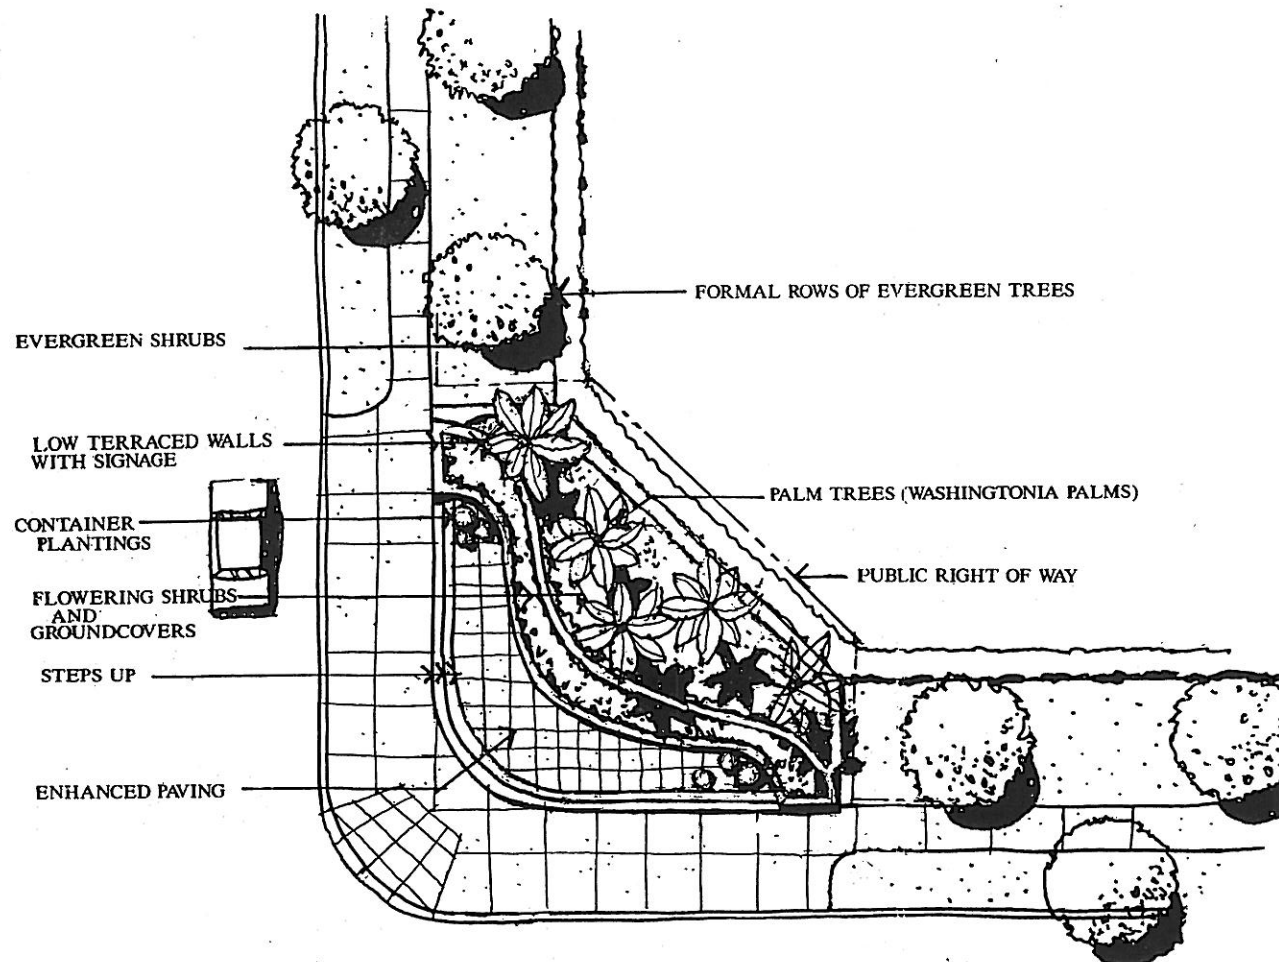 FORMAL ROWS OF EVERGREEN TREES
EVERGREEN SHRUBS
LOW TERRACED WALLS
WITH SIGNAGE
PALM TREES (WASHINGTONIA PALMS)
CONTAINER
PLANTINGS
PUBLIC RIGHT OF WAY
FLOWERING SHRUBS
AND
GROUNDCOVERS
STEPS UP
ENHANCED PAVING